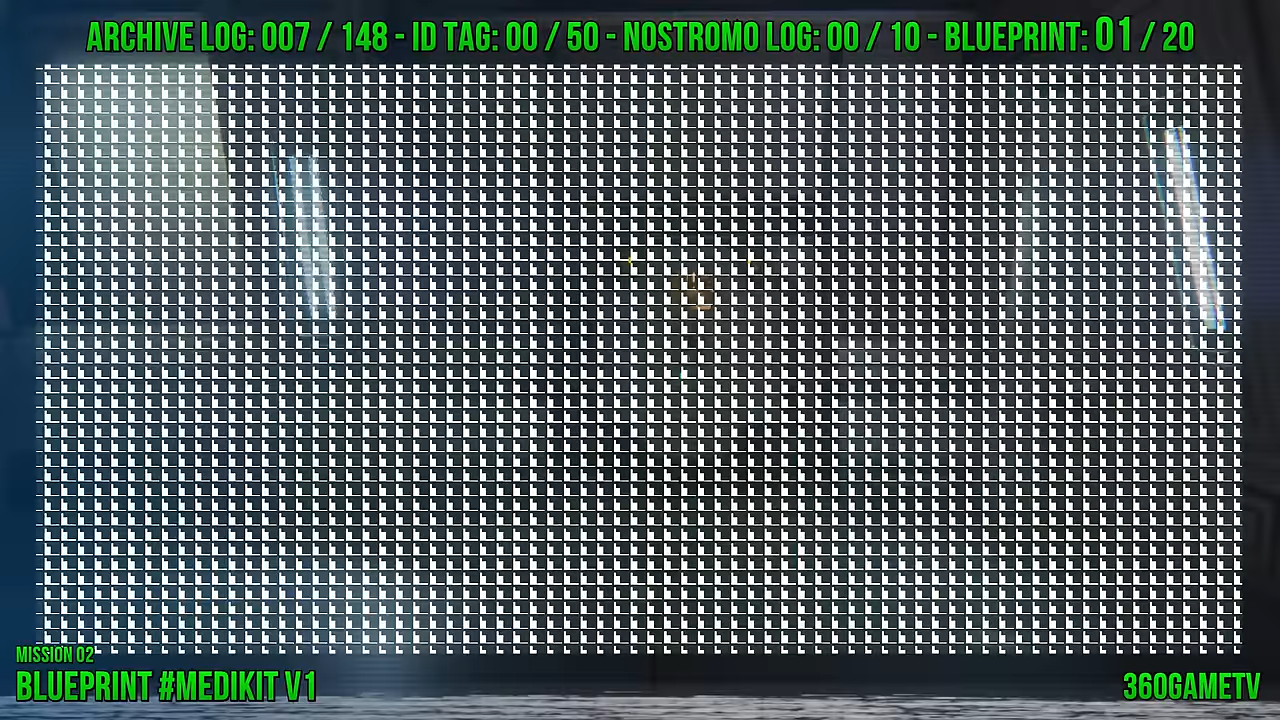 ARCHIVE LOG: 007 / 148 - ID TAG: 00 / 50 - NOSTROMO LOG: 00 / 10 - BLUEPRINT: 01 / 20
MISSION 02
BLUEPRINT #MEDIKIT V1
360GAMETV